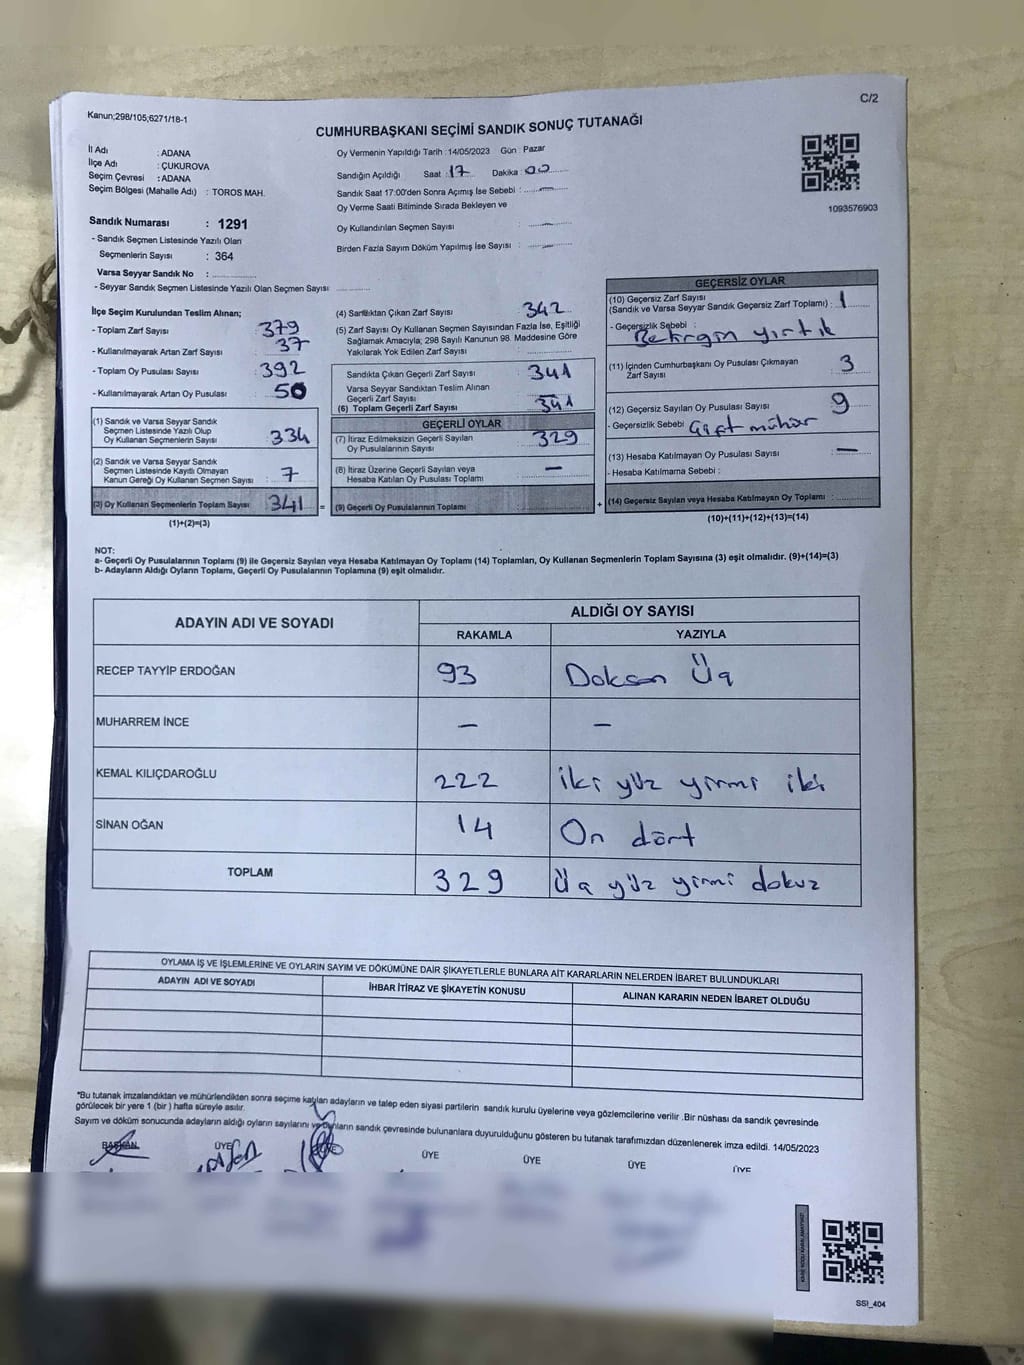 C/2
Kanun;298/105;6271/18-1
CUMHURBAŞKANI SEÇİMİ SANDIK SONUÇ TUTANAĞI
1093576903
İl Adı : ADANA
İlçe Adı : ÇUKUROVA
Seçim Çevresi : ADANA
Seçim Bölgesi (Mahalle Adı) : TOROS MAH.
Sandık Numarası : 1291
- Sandık Seçmen Listesinde Yazılı Olan
Seçmenlerin Sayısı : 364
Varsa Seyyar Sandık No :
- Seyyar Sandık Seçmen Listesinde Yazılı Olan Seçmen Sayısı :
Oy Vermenin Yapıldığı Tarih :14/05/2023 Gün : Pazar
Sandığın Açıldığı Saat : 17 Dakika : 00
Sandık Saat 17:00'den Sonra Açımış İse Sebebi : —
Oy Verme Saati Bitiminde Sırada Bekleyen ve
Oy Kullandırılan Seçmen Sayısı : —
Birden Fazla Sayım Döküm Yapılmış İse Sayısı : —
İlçe Seçim Kurulundan Teslim Alınan;
- Toplam Zarf Sayısı : 379
- Kullanılmayarak Artan Zarf Sayısı : 37
- Toplam Oy Pusulası Sayısı : 392
- Kullanılmayarak Artan Oy Pusulası : 50
(1) Sandık ve Varsa Seyyar Sandık
Seçmen Listesinde Yazılı Olup
Oy Kullanan Seçmenlerin Sayısı : 334
(2) Sandık ve Varsa Seyyar Sandık
Seçmen Listesinde Kayıtlı Olmayan
Kanun Gereği Oy Kullanan Seçmen Sayısı : 7
(3) Oy Kullanan Seçmenlerin Toplam Sayısı : 341 =
(1)+(2)=(3)
(4) Sandıktan Çıkan Zarf Sayısı : 342
(5) Zarf Sayısı Oy Kullanan Seçmen Sayısından Fazla İse, Eşitliği
Sağlamak Amacıyla; 298 Sayılı Kanunun 98. Maddesine Göre
Yakılarak Yok Edilen Zarf Sayısı :
Sandıkta Çıkan Geçerli Zarf Sayısı : 341
Varsa Seyyar Sandıktan Teslim Alınan
Geçerli Zarf Sayısı :
(6) Toplam Geçerli Zarf Sayısı : 341
GEÇERLİ OYLAR
(7) İtiraz Edilmeksizin Geçerli Sayılan
Oy Pusulalarının Sayısı : 329
(8) İtiraz Üzerine Geçerli Sayılan veya
Hesaba Katılan Oy Pusulası Toplamı : —
(9) Geçerli Oy Pusulalarının Toplamı : +
GEÇERSİZ OYLAR
(10) Geçersiz Zarf Sayısı
(Sandık ve Varsa Seyyar Sandık Geçersiz Zarf Toplamı) : 1
- Geçersizlik Sebebi :
yırtık
(11) İçinden Cumhurbaşkanı Oy Pusulası Çıkmayan
Zarf Sayısı : 3
(12) Geçersiz Sayılan Oy Pusulası Sayısı : 9
- Geçersizlik Sebebi : Çift mühür
(13) Hesaba Katılmayan Oy Pusulası Sayısı : —
- Hesaba Katılmama Sebebi :
(14) Geçersiz Sayılan veya Hesaba Katılmayan Oy Toplamı :
(10)+(11)+(12)+(13)=(14)
NOT:
a- Geçerli Oy Pusulalarının Toplamı (9) ile Geçersiz Sayılan veya Hesaba Katılmayan Oy Toplamı (14) Toplamları, Oy Kullanan Seçmenlerin Toplam Sayısına (3) eşit olmalıdır. (9)+(14)=(3)
b- Adayların Aldığı Oyların Toplamı, Geçerli Oy Pusulalarının Toplamına (9) eşit olmalıdır.
ADAYIN ADI VE SOYADI ALDIĞI OY SAYISI
RAKAMLA YAZIYLA
RECEP TAYYİP ERDOĞAN 93 Doksan Üç
MUHARREM İNCE — —
KEMAL KILIÇDAROĞLU 222 iki yüz yirmi iki
SİNAN OĞAN 14 On dört
TOPLAM 329 Üç yüz yirmi dokuz
OYLAMA İŞ VE İŞLEMLERİNE VE OYLARIN SAYIM VE DÖKÜMÜNE DAİR ŞİKAYETLERLE BUNLARA AİT KARARLARIN NELERDEN İBARET BULUNDUKLARI
ADAYIN ADI VE SOYADI İHBAR İTİRAZ VE ŞİKAYETİN KONUSU ALINAN KARARIN NEDEN İBARET OLDUĞU
*Bu tutanak imzalandıktan ve mühürlendikten sonra seçime katılan adayların ve talep eden siyasi partilerin sandık kurulu üyelerine veya gözlemcilerine verilir .Bir nüshası da sandık çevresinde
görülecek bir yere 1 (bir ) hafta süreyle asılır.
Sayım ve döküm sonucunda adayların aldığı oyların sayılarını ve bunların sandık çevresinde bulunanlara duyurulduğunu gösteren bu tutanak tarafımızdan düzenlenerek imza edildi. 14/05/2023
BAŞKAN ÜYE ÜYE ÜYE ÜYE ÜYE
SSI_404